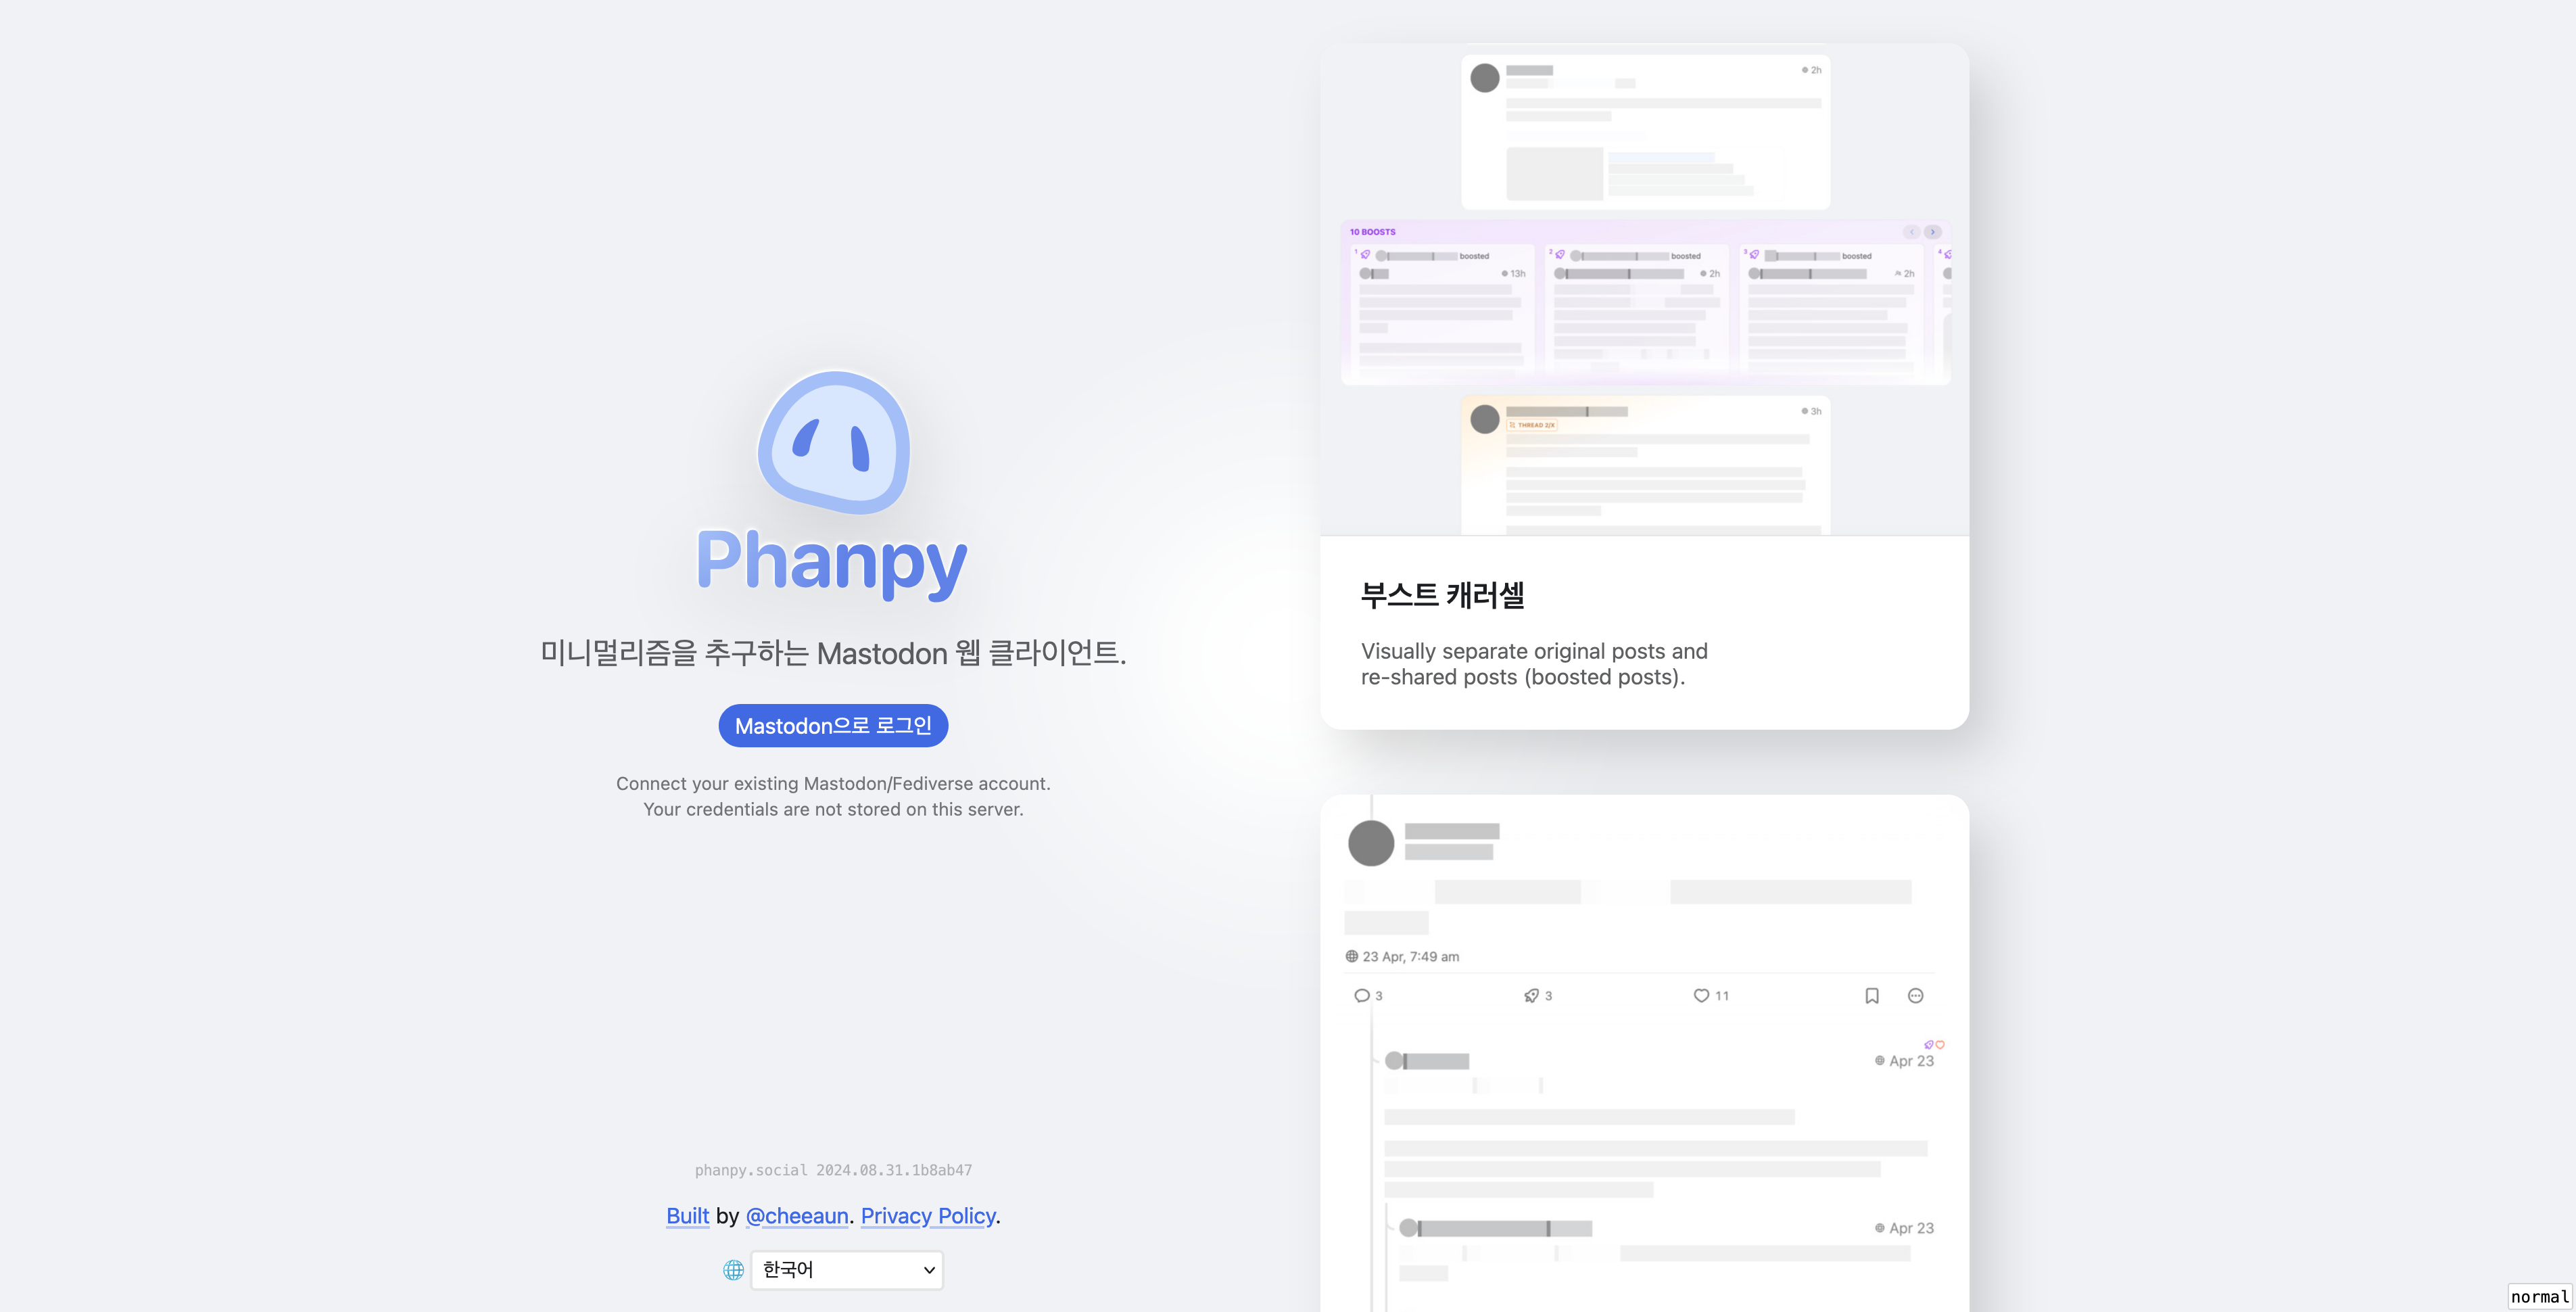 Phanpy
미니멀리즘을 추구하는 Mastodon 웹 클라이언트.
Mastodon으로 로그인
Connect your existing Mastodon/Fediverse account.
Your credentials are not stored on this server.
phanpy.social 2024.08.31.1b8ab47
Built by @cheeaun. Privacy Policy.
한국어
2h
10 BOOSTS
1 boosted
2 boosted
3 boosted
4
13h
2h
2h
3h
THREAD 2/X
부스트 캐러셀
Visually separate original posts and
re-shared posts (boosted posts).
23 Apr, 7:49 am
3 3 11
Apr 23
Apr 23
normal